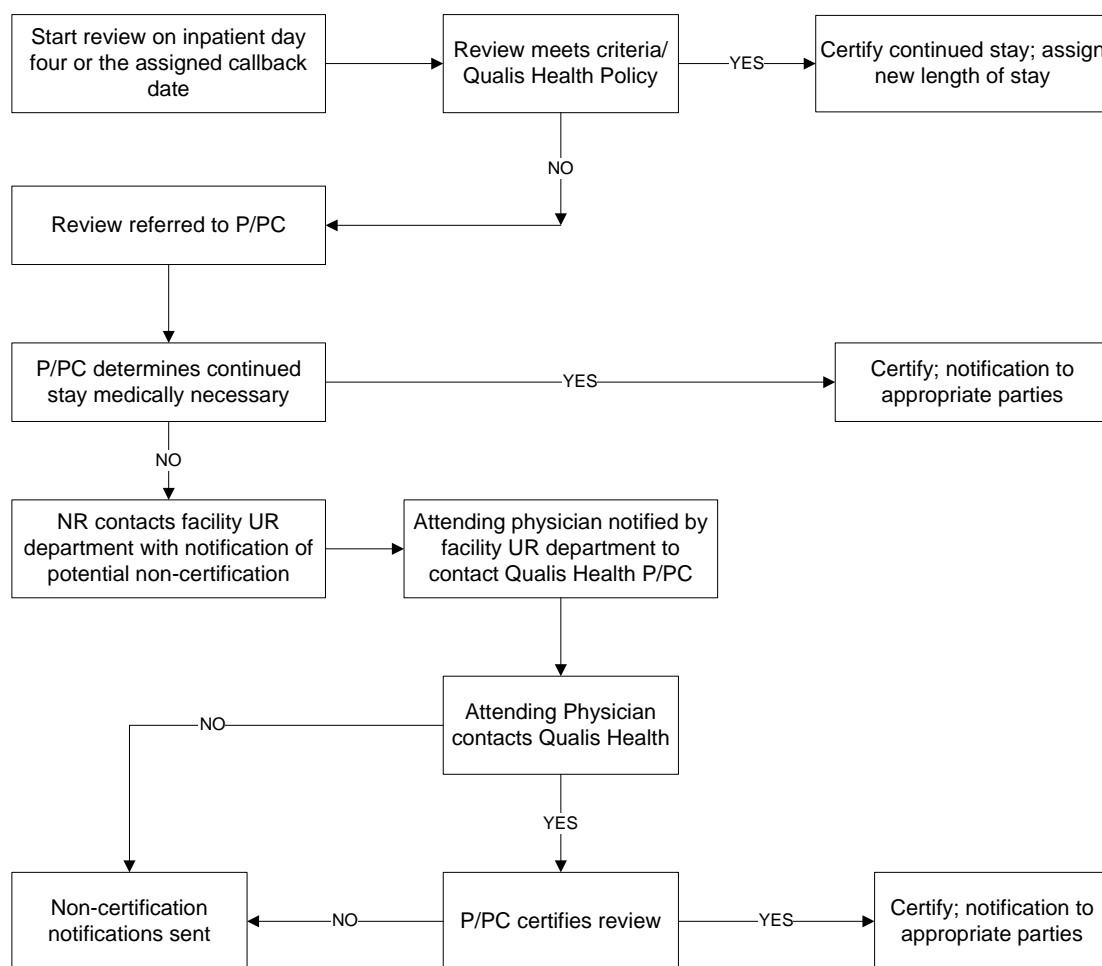 Start review on inpatient day
four or the assigned callback
date
Review meets criteria/
Qualis Health Policy
YES
Certify continued stay; assign
new length of stay
NO
Review referred to P/PC
P/PC determines continued
stay medically necessary
YES
Certify; notification to
appropriate parties
NO
NR contacts facility UR
department with notification of
potential non-certification
Attending physician notified by
facility UR department to
contact Qualis Health P/PC
Attending Physician
contacts Qualis Health
NO
YES
Non-certification
notifications sent
NO
P/PC certifies review
YES
Certify; notification to
appropriate parties